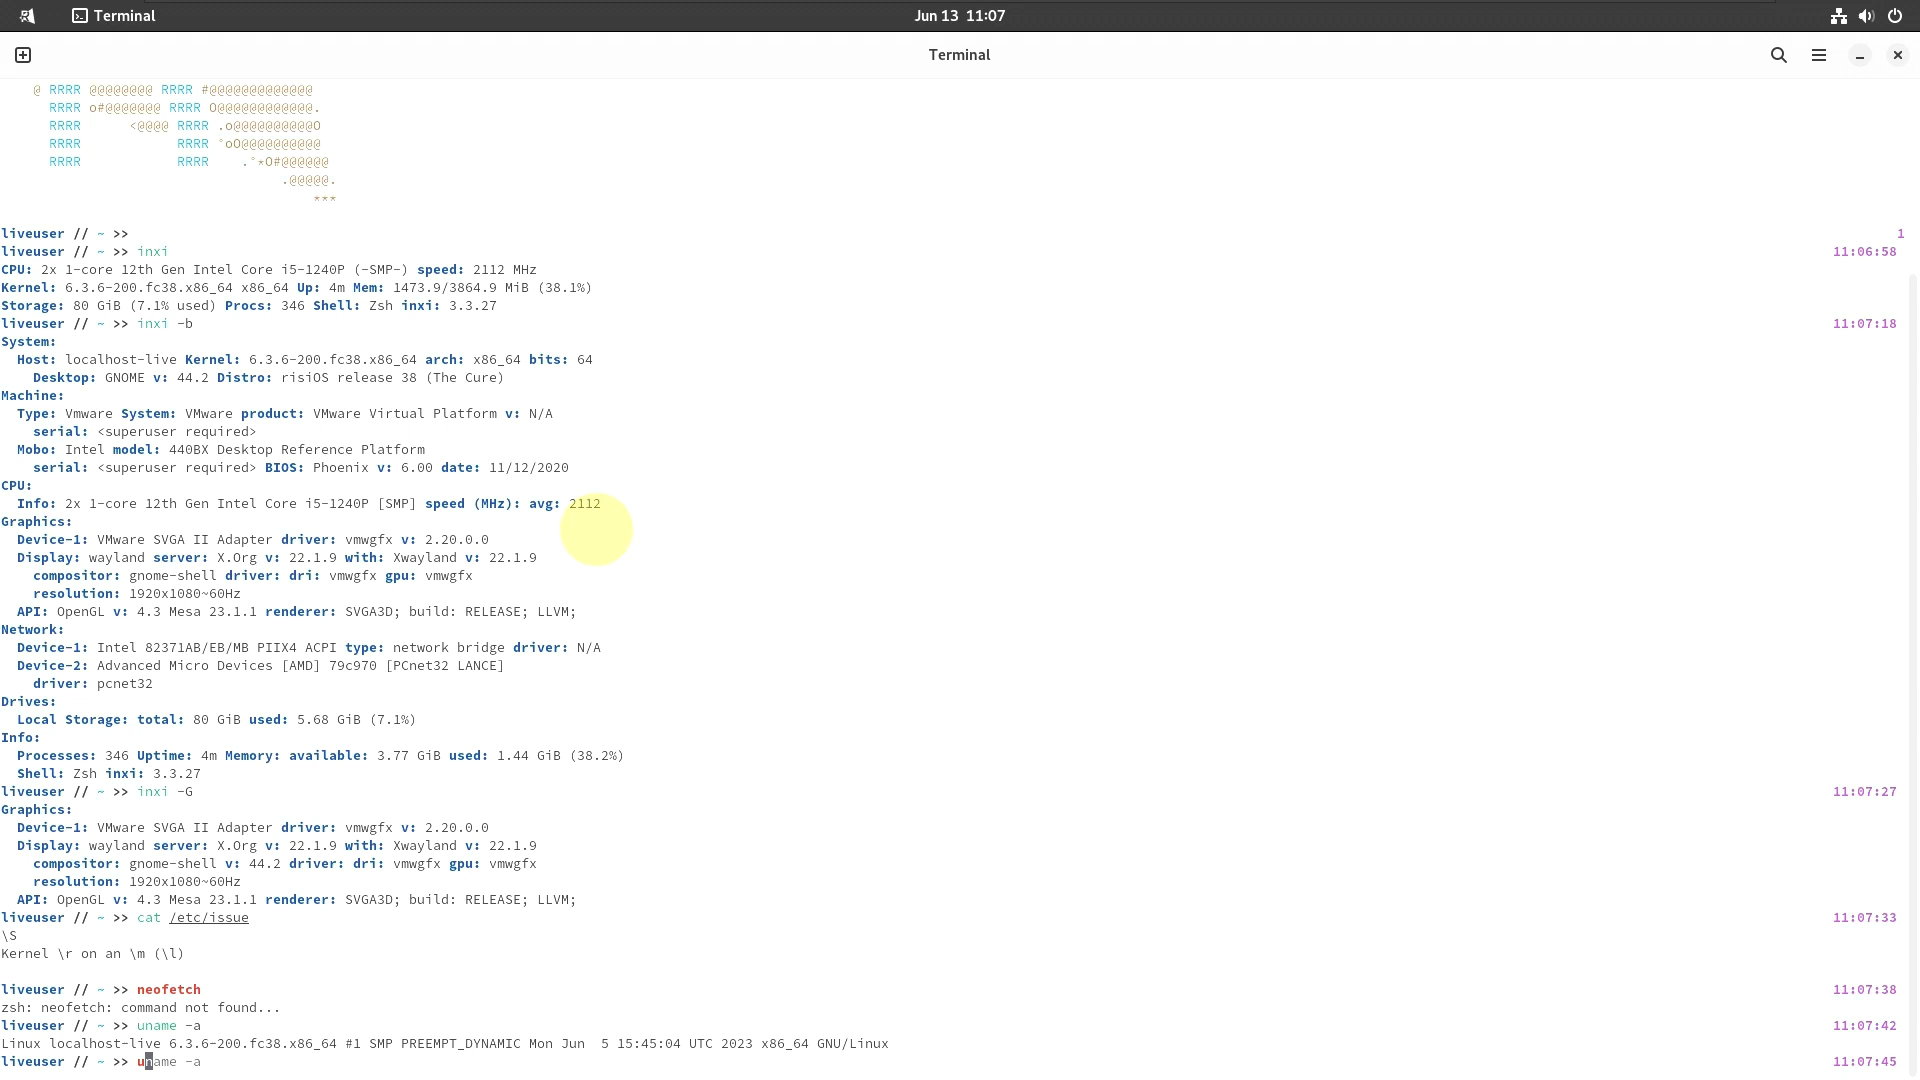 Terminal
Jun 13 11:07
Terminal
@ RRRR @@@@@@@@ RRRR #@@@@@@@@@@@@@
RRRR o#@@@@@@@ RRRR O@@@@@@@@@@@@.
RRRR <@@@@ RRRR .o@@@@@@@@@@O
RRRR RRRR °oO@@@@@@@@@@
RRRR RRRR .°*O#@@@@@@
.@@@@@.
***
liveuser // ~ >> 1
liveuser // ~ >> inxi 11:06:58
CPU: 2x 1-core 12th Gen Intel Core i5-1240P (-SMP-) speed: 2112 MHz
Kernel: 6.3.6-200.fc38.x86_64 x86_64 Up: 4m Mem: 1473.9/3864.9 MiB (38.1%)
Storage: 80 GiB (7.1% used) Procs: 346 Shell: Zsh inxi: 3.3.27
liveuser // ~ >> inxi -b 11:07:18
System:
Host: localhost-live Kernel: 6.3.6-200.fc38.x86_64 arch: x86_64 bits: 64
Desktop: GNOME v: 44.2 Distro: risiOS release 38 (The Cure)
Machine:
Type: Vmware System: VMware product: VMware Virtual Platform v: N/A
serial: <superuser required>
Mobo: Intel model: 440BX Desktop Reference Platform
serial: <superuser required> BIOS: Phoenix v: 6.00 date: 11/12/2020
CPU:
Info: 2x 1-core 12th Gen Intel Core i5-1240P [SMP] speed (MHz): avg: 2112
Graphics:
Device-1: VMware SVGA II Adapter driver: vmwgfx v: 2.20.0.0
Display: wayland server: X.Org v: 22.1.9 with: Xwayland v: 22.1.9
compositor: gnome-shell driver: dri: vmwgfx gpu: vmwgfx
resolution: 1920x1080~60Hz
API: OpenGL v: 4.3 Mesa 23.1.1 renderer: SVGA3D; build: RELEASE; LLVM;
Network:
Device-1: Intel 82371AB/EB/MB PIIX4 ACPI type: network bridge driver: N/A
Device-2: Advanced Micro Devices [AMD] 79c970 [PCnet32 LANCE]
driver: pcnet32
Drives:
Local Storage: total: 80 GiB used: 5.68 GiB (7.1%)
Info:
Processes: 346 Uptime: 4m Memory: available: 3.77 GiB used: 1.44 GiB (38.2%)
Shell: Zsh inxi: 3.3.27
liveuser // ~ >> inxi -G 11:07:27
Graphics:
Device-1: VMware SVGA II Adapter driver: vmwgfx v: 2.20.0.0
Display: wayland server: X.Org v: 22.1.9 with: Xwayland v: 22.1.9
compositor: gnome-shell v: 44.2 driver: dri: vmwgfx gpu: vmwgfx
resolution: 1920x1080~60Hz
API: OpenGL v: 4.3 Mesa 23.1.1 renderer: SVGA3D; build: RELEASE; LLVM;
liveuser // ~ >> cat /etc/issue 11:07:33
\S
Kernel \r on an \m (\l)
liveuser // ~ >> neofetch 11:07:38
zsh: neofetch: command not found...
liveuser // ~ >> uname -a 11:07:42
Linux localhost-live 6.3.6-200.fc38.x86_64 #1 SMP PREEMPT_DYNAMIC Mon Jun  5 15:45:04 UTC 2023 x86_64 GNU/Linux
liveuser // ~ >> uname -a 11:07:45